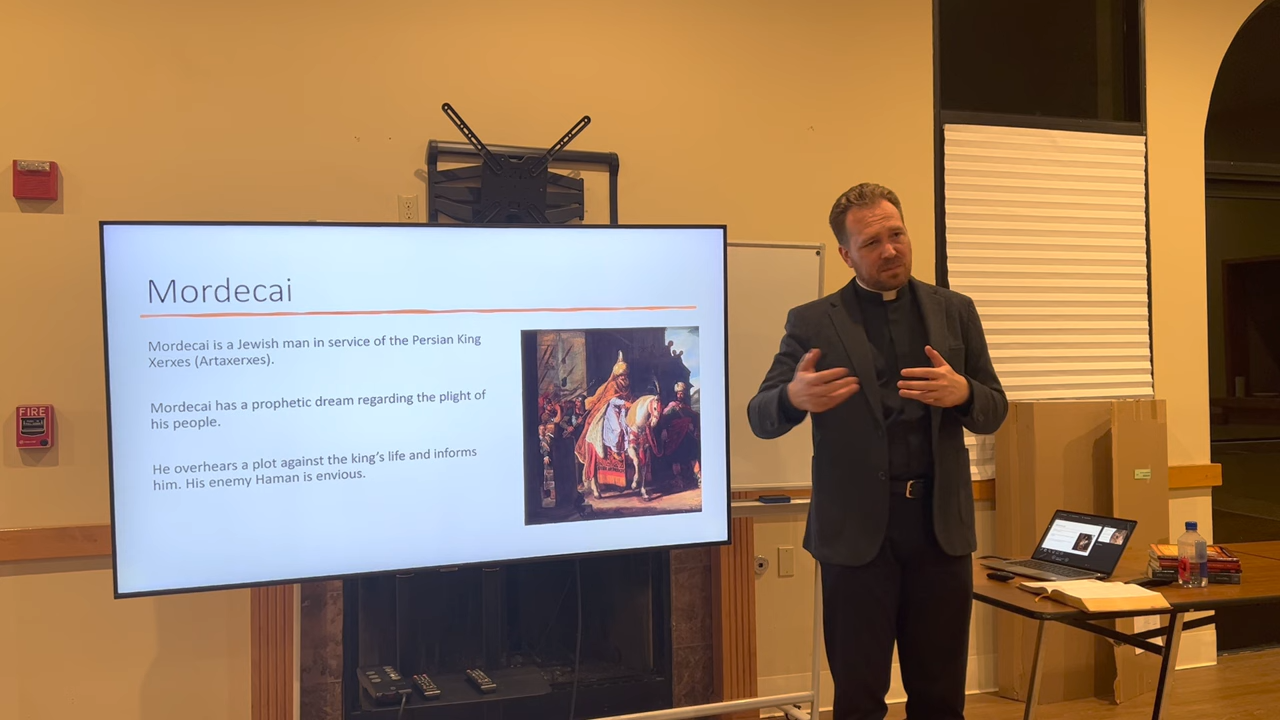 FIRE
Mordecai
Mordecai is a Jewish man in service of the Persian King
Xerxes (Artaxerxes).
Mordecai has a prophetic dream regarding the plight of
his people.
He overhears a plot against the king's life and informs
him. His enemy Haman is envious.